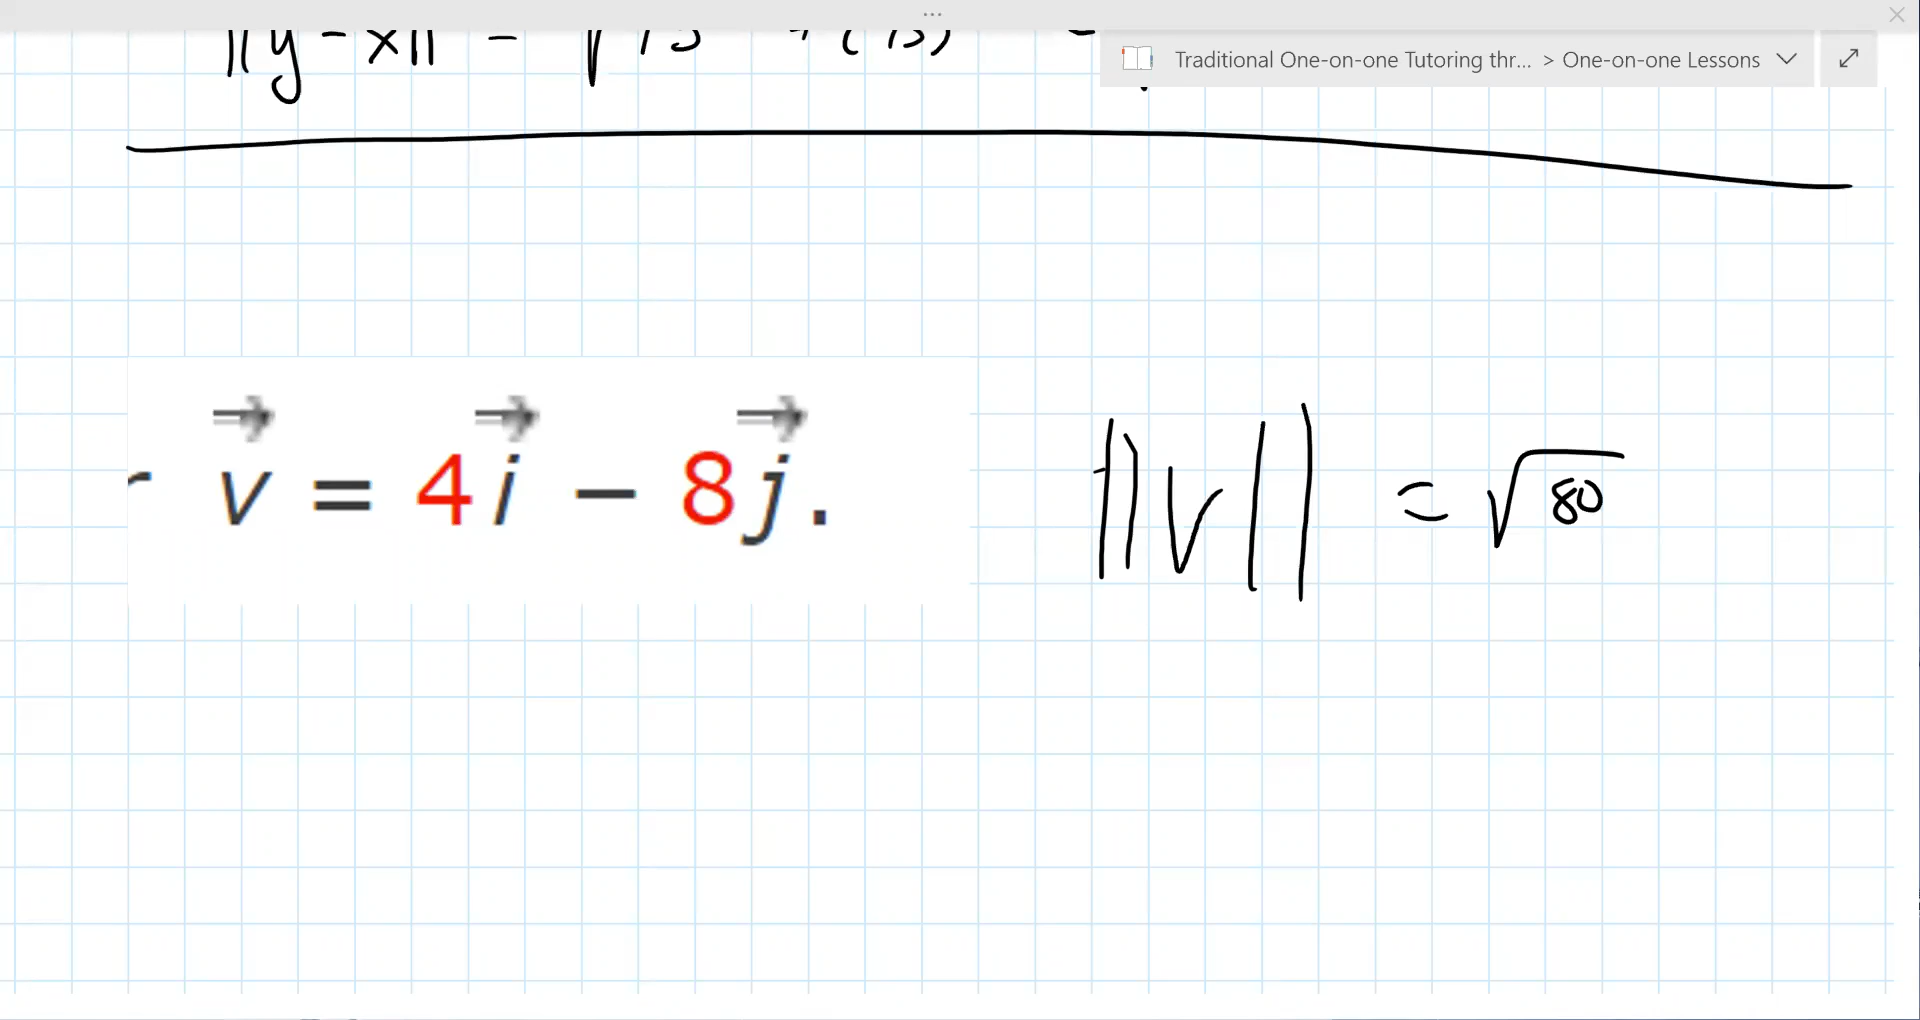 ||y - x|| =
Traditional One-on-one Tutoring thr... > One-on-one Lessons
v = 4i − 8j.
||v|| = √80